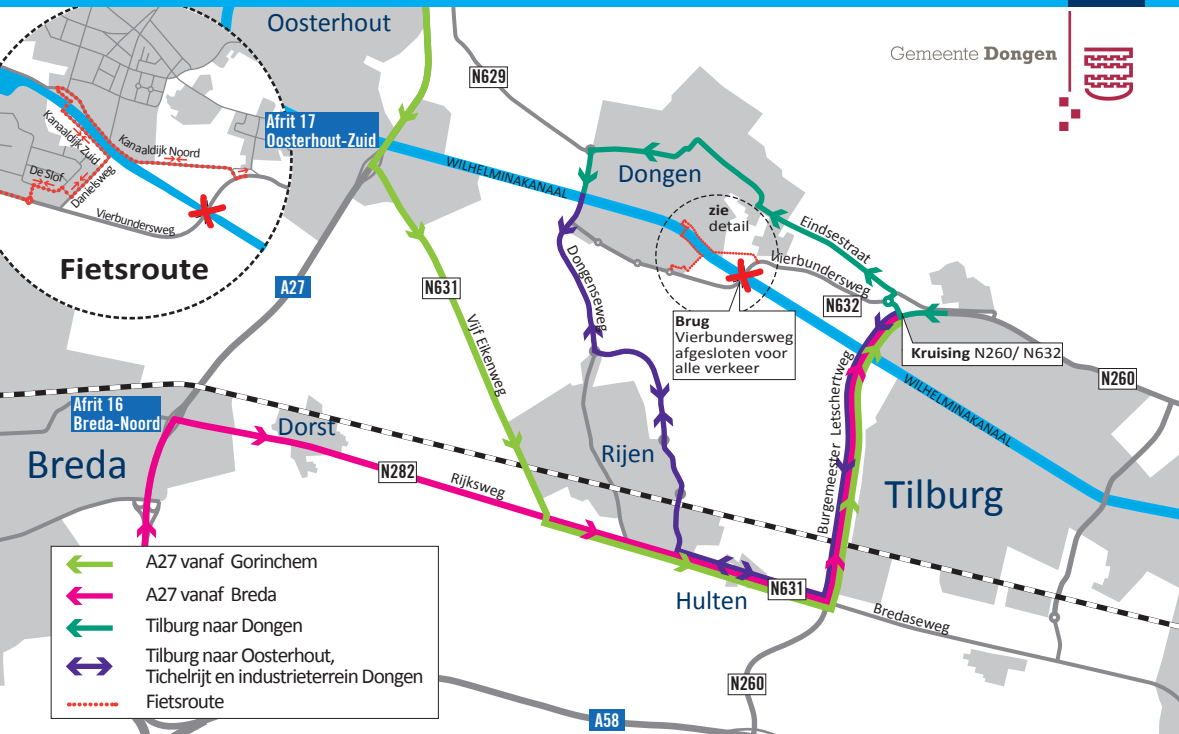 Oosterhout
Gemeente Dongen
N629
Afrit 17
Oosterhout-Zuid
Kanaaldijk Zuid
Kanaaldijk Noord
De Slof
Danielsweg
Vierbundersweg
Fietsroute
WILHELMINAKANAAL
Dongen
zie
detail
Eindsestraat
Vierbundersweg
N632
A27
N631
Vijf Eikenweg
Dongenseweg
Brug
Vierbundersweg
afgesloten voor
alle verkeer
Kruising N260/ N632
N260
WILHELMINAKANAAL
Afrit 16
Breda-Noord
Breda
Dorst
N282
Rijksweg
Rijen
Burgemeester Letschertweg
Tilburg
Hulten
N631
Bredaseweg
N260
A58
A27 vanaf Gorinchem
A27 vanaf Breda
Tilburg naar Dongen
Tilburg naar Oosterhout,
Tichelrijt en industrieterrein Dongen
Fietsroute